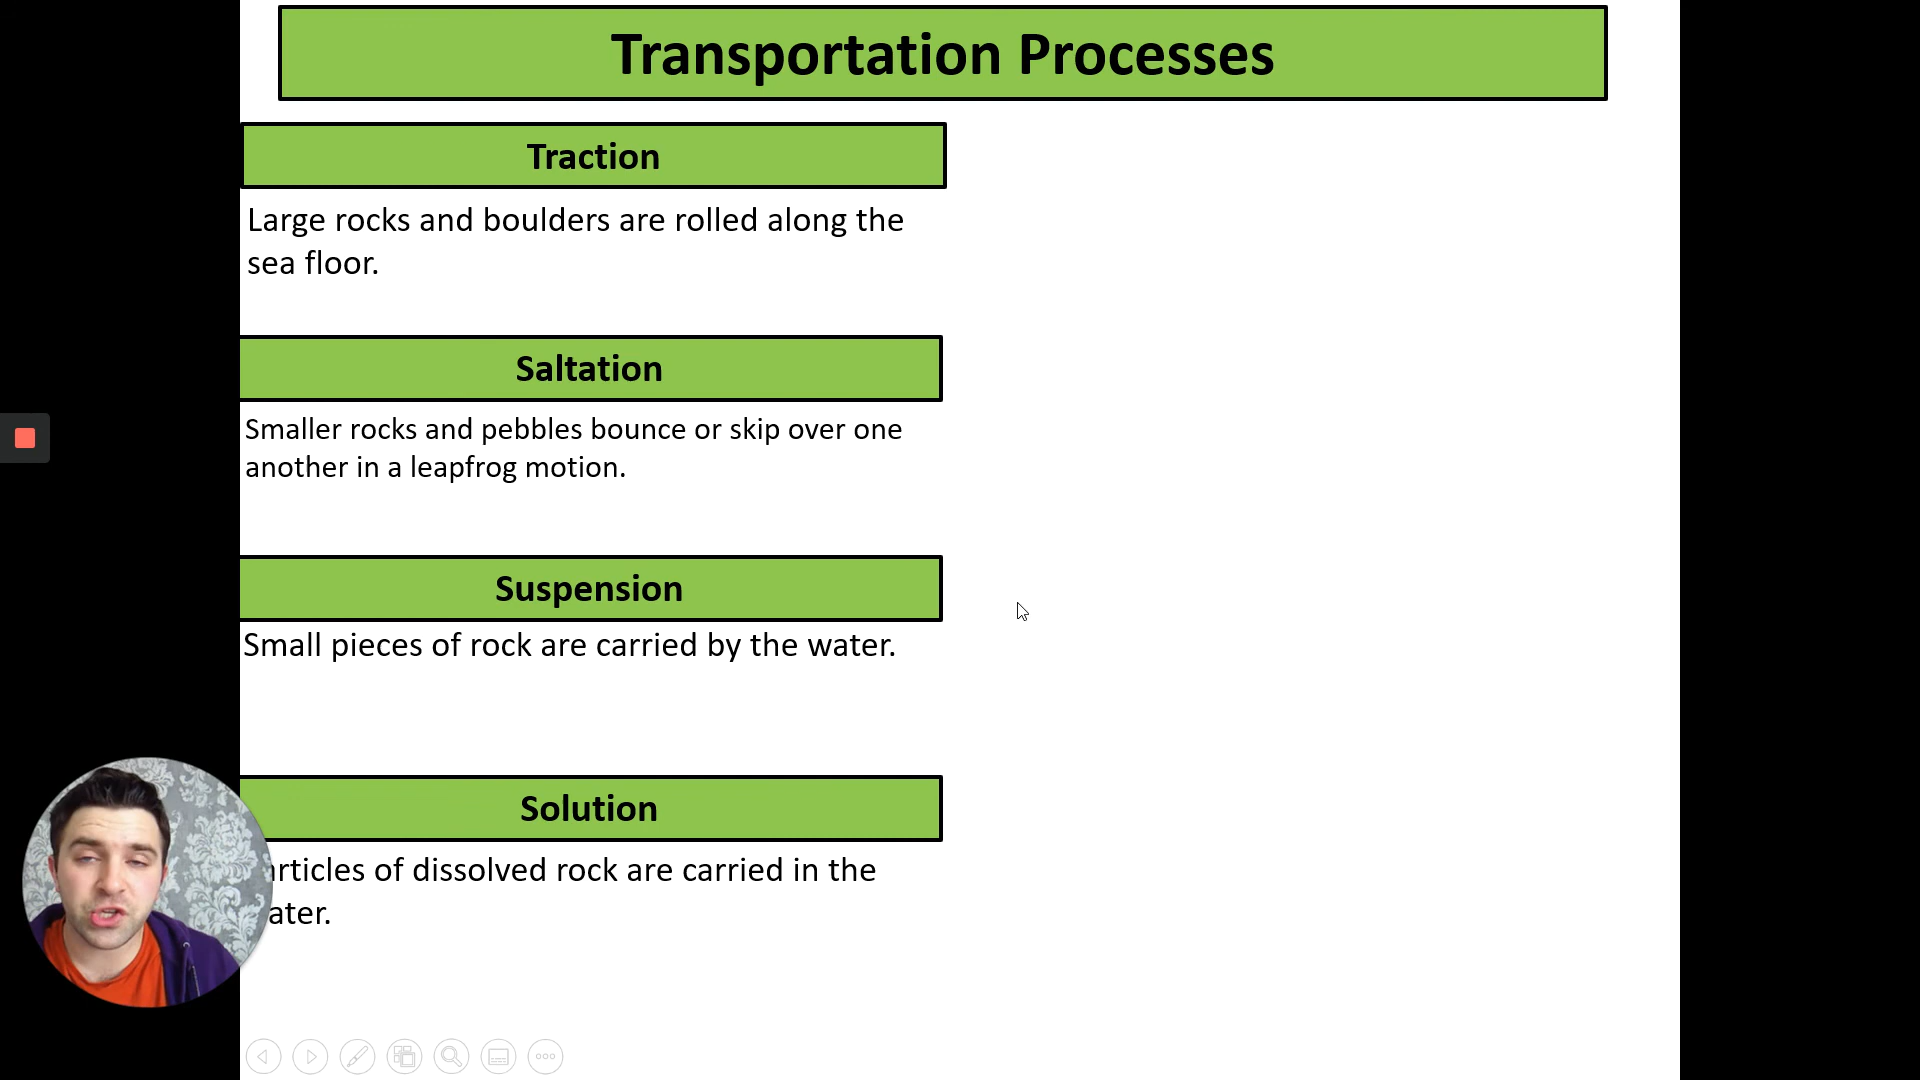 Transportation Processes
Traction
Large rocks and boulders are rolled along the
sea floor.
Saltation
Smaller rocks and pebbles bounce or skip over one
another in a leapfrog motion.
Suspension
Small pieces of rock are carried by the water.
Solution
articles of dissolved rock are carried in the
ater.